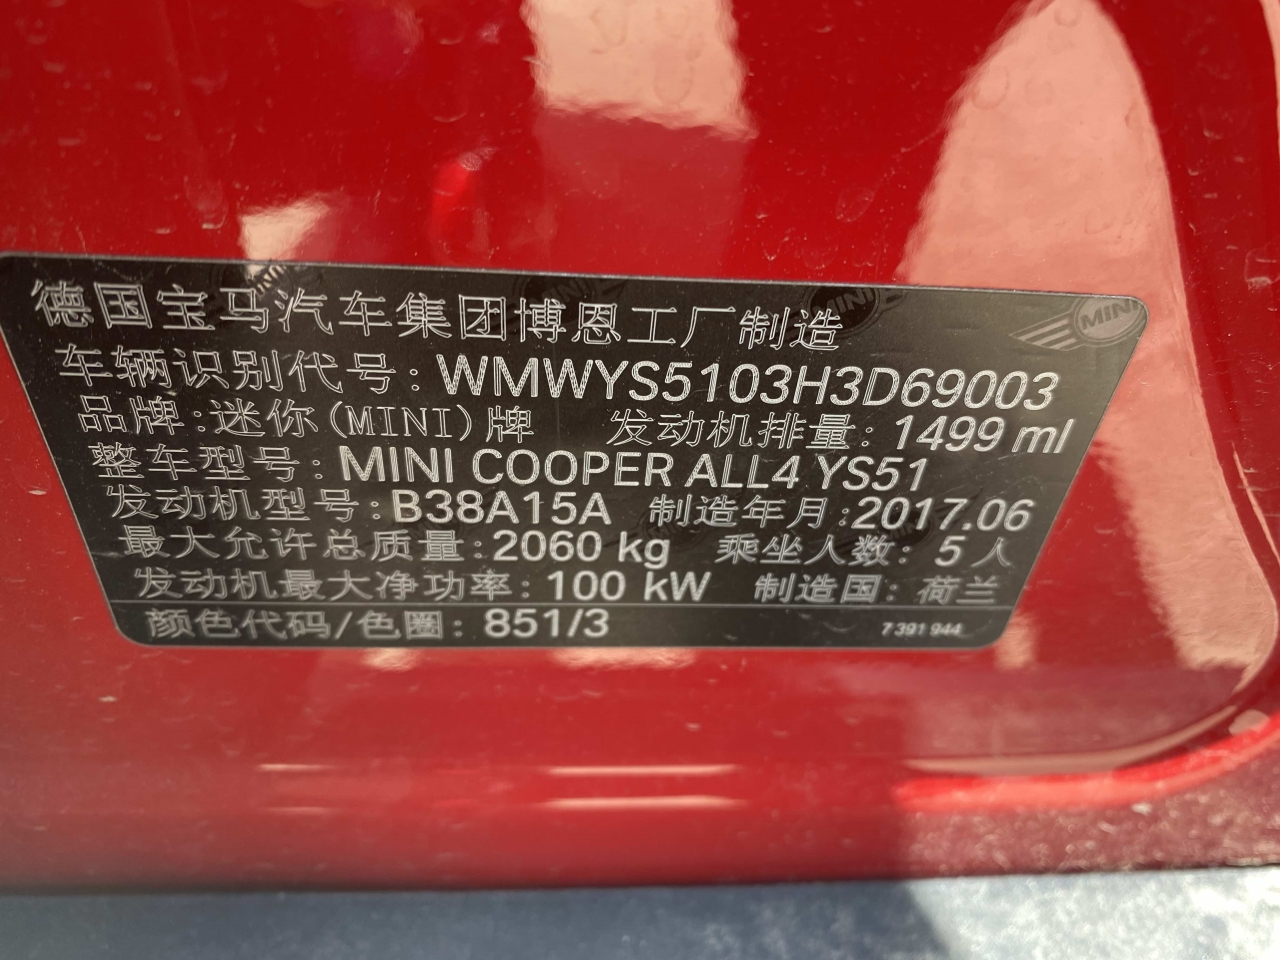 德国宝马汽车集团博恩工厂制造
车辆识别代号: WMWYS5103H3D69003
品牌:迷你(MINI)牌 发动机排量: 1499 ml
整车型号: MINI COOPER ALL4 YS51
发动机型号: B38A15A 制造年月:2017.06
最大允许总质量:2060 kg 乘坐人数: 5人
发动机最大净功率: 100 kW 制造国: 荷兰
颜色代码/色圈: 851/3 7 391 944
MINI
MINI